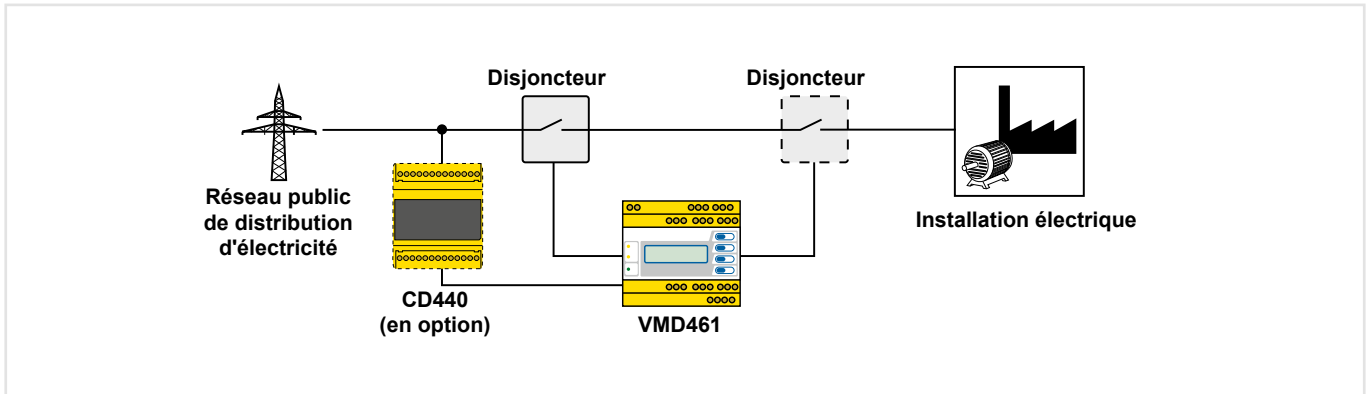 Disjoncteur
Disjoncteur
Réseau public
de distribution
d'électricité
CD440
(en option)
VMD461
Installation électrique